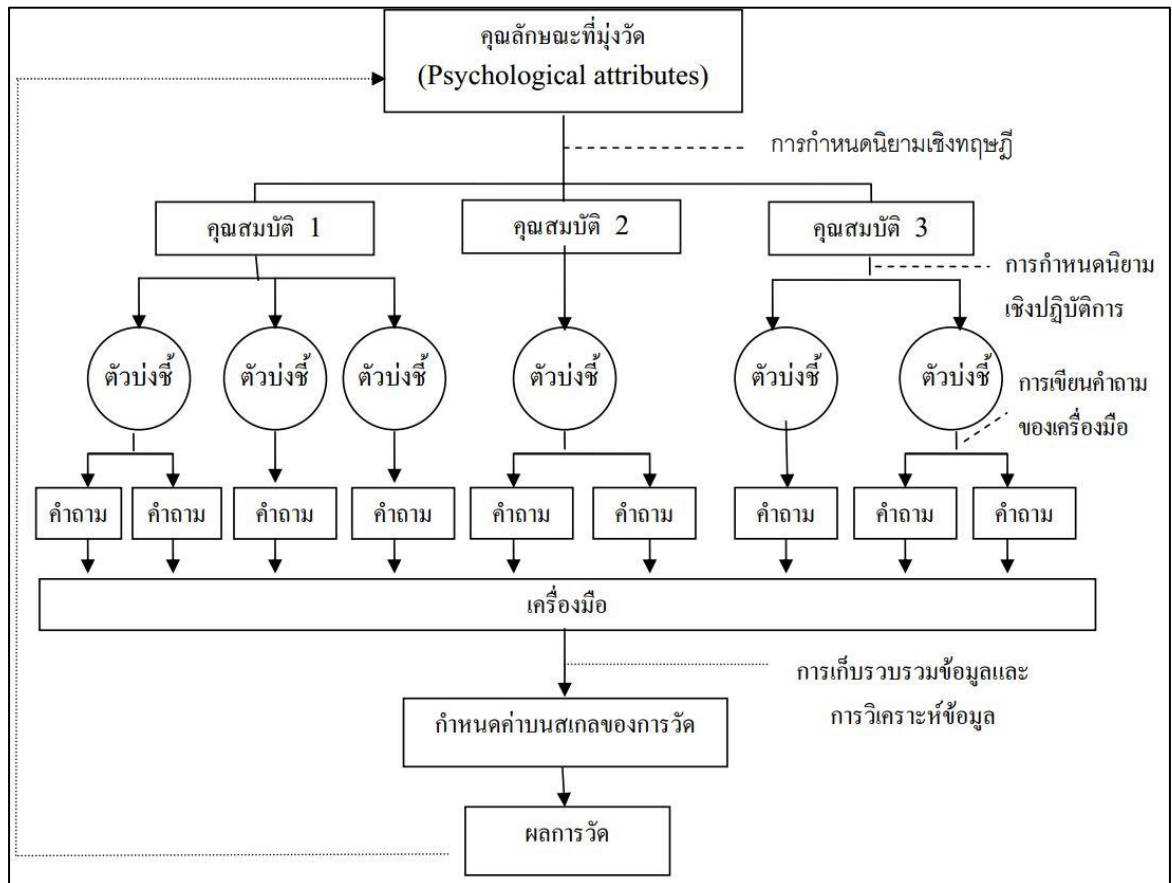 คุณลักษณะที่มุ่งวัด
(Psychological attributes)
การกำหนดนิยามเชิงทฤษฎี
คุณสมบัติ 1
คุณสมบัติ 2
คุณสมบัติ 3
การกำหนดนิยาม
เชิงปฏิบัติการ
ตัวบ่งชี้
ตัวบ่งชี้
ตัวบ่งชี้
ตัวบ่งชี้
ตัวบ่งชี้
ตัวบ่งชี้
การเขียนคำถาม
ของเครื่องมือ
คำถาม
คำถาม
คำถาม
คำถาม
คำถาม
คำถาม
คำถาม
คำถาม
คำถาม
เครื่องมือ
การเก็บรวบรวมข้อมูลและ
การวิเคราะห์ข้อมูล
กำหนดค่าบนสเกลของการวัด
ผลการวัด